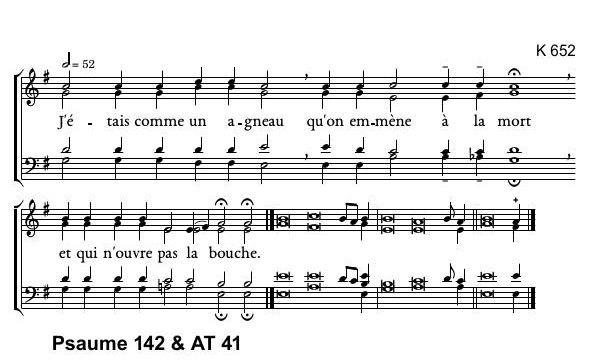 K 652
= 52
J'é - tais comme un a-gneau qu'on em-mène à la mort
et qui n'ouvre pas la bouche.
Psaume 142 & AT 41